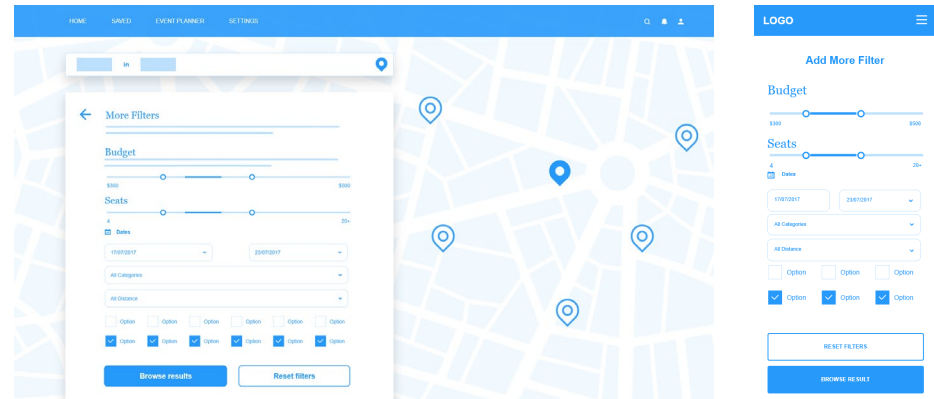 HOME SAVED EVENT PLANNER SETTINGS
in
More Filters
Budget
$300 $500
Seats
4 20+
Dates
17/07/2017 23/07/2017
All Categories
All Distance
Option Option Option Option Option Option
Option Option Option Option Option Option
Browse results Reset filters
LOGO
Add More Filter
Budget
$300 $500
Seats
4 20+
Dates
17/07/2017 23/07/2017
All Categories
All Distance
Option Option Option
Option Option Option
RESET FILTERS
BROWSE RESULT